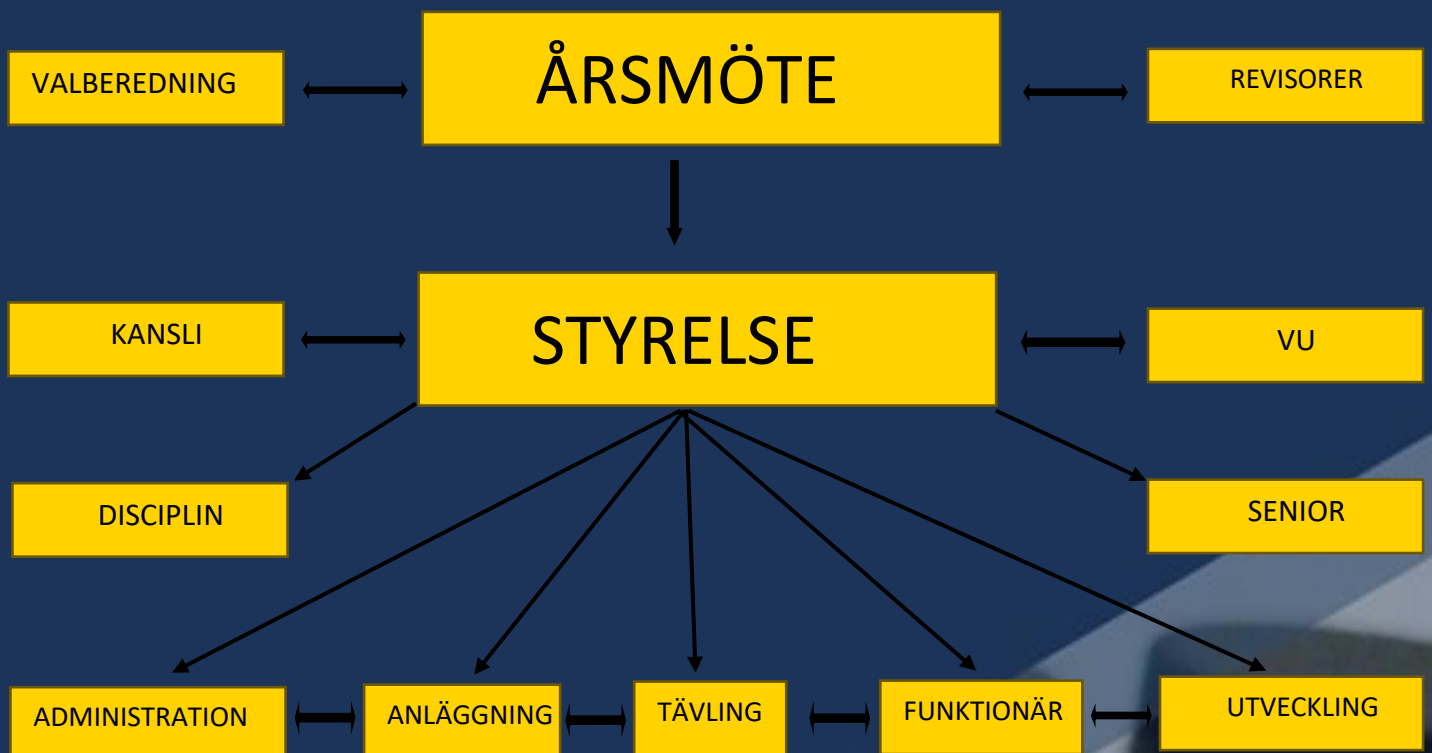 VALBEREDNING
ÅRSMÖTE
REVISORER
KANSLI
STYRELSE
VU
DISCIPLIN
SENIOR
ADMINISTRATION
ANLÄGGNING
TÄVLING
FUNKTIONÄR
UTVECKLING